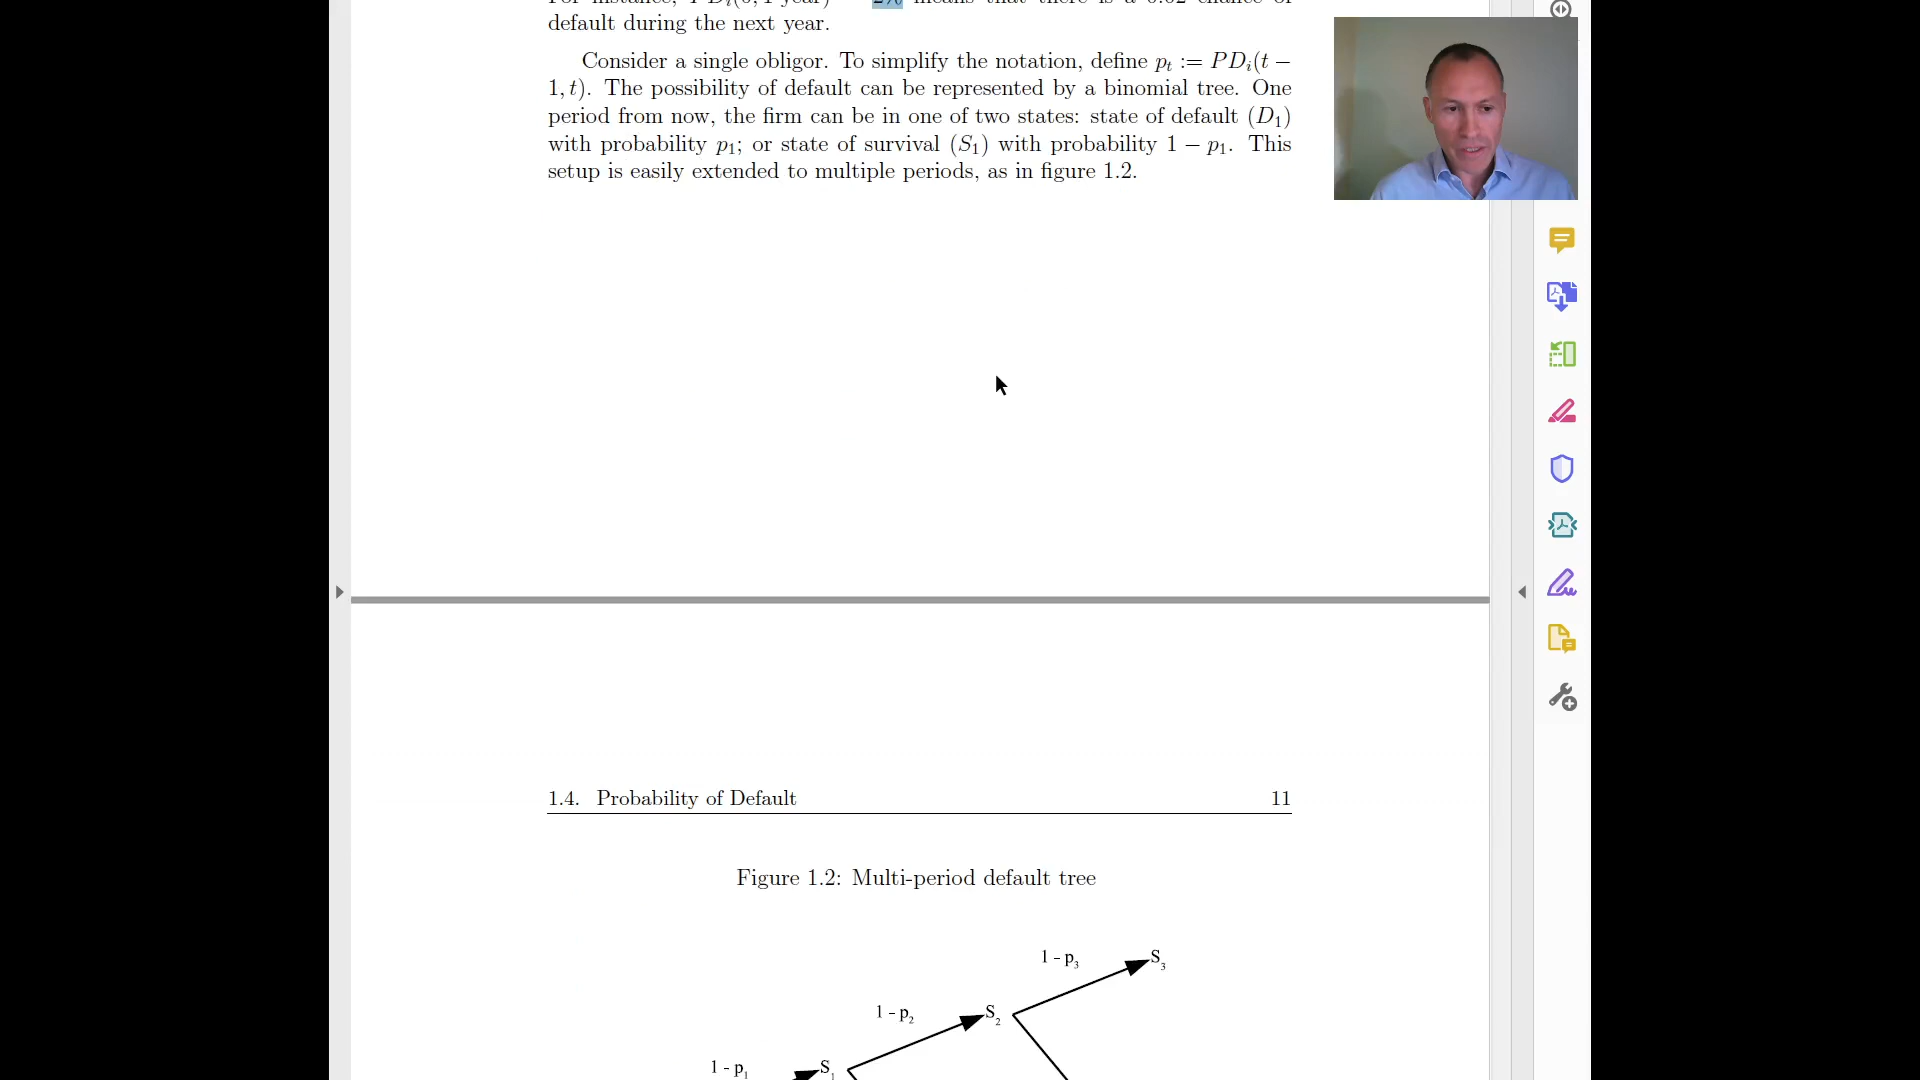 default during the next year.
Consider a single obligor. To simplify the notation, define pₜ := PDᵢ(t −
1, t). The possibility of default can be represented by a binomial tree. One
period from now, the firm can be in one of two states: state of default (D₁)
with probability p₁; or state of survival (S₁) with probability 1 − p₁. This
setup is easily extended to multiple periods, as in figure 1.2.
1.4. Probability of Default 11
Figure 1.2: Multi-period default tree
1 - p₃ S₃
1 - p₂ S₂
1 - p₁ S₁